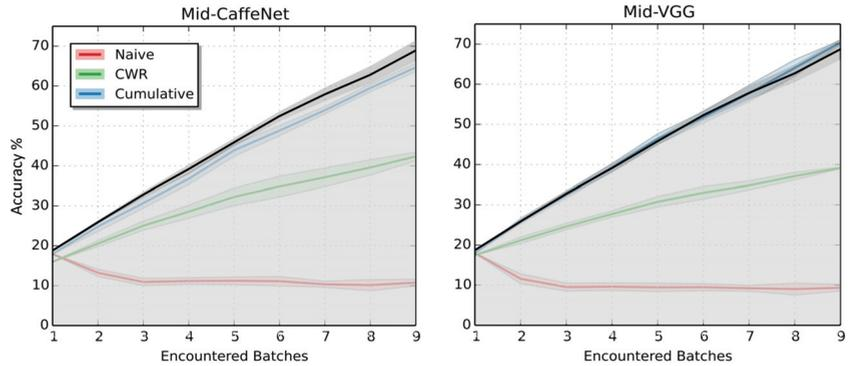 Mid-CaffeNet
70
60
50
40
30
20
10
0
Accuracy %
Naive
CWR
Cumulative
1 2 3 4 5 6 7 8 9
Encountered Batches
Mid-VGG
70
60
50
40
30
20
10
0
1 2 3 4 5 6 7 8 9
Encountered Batches